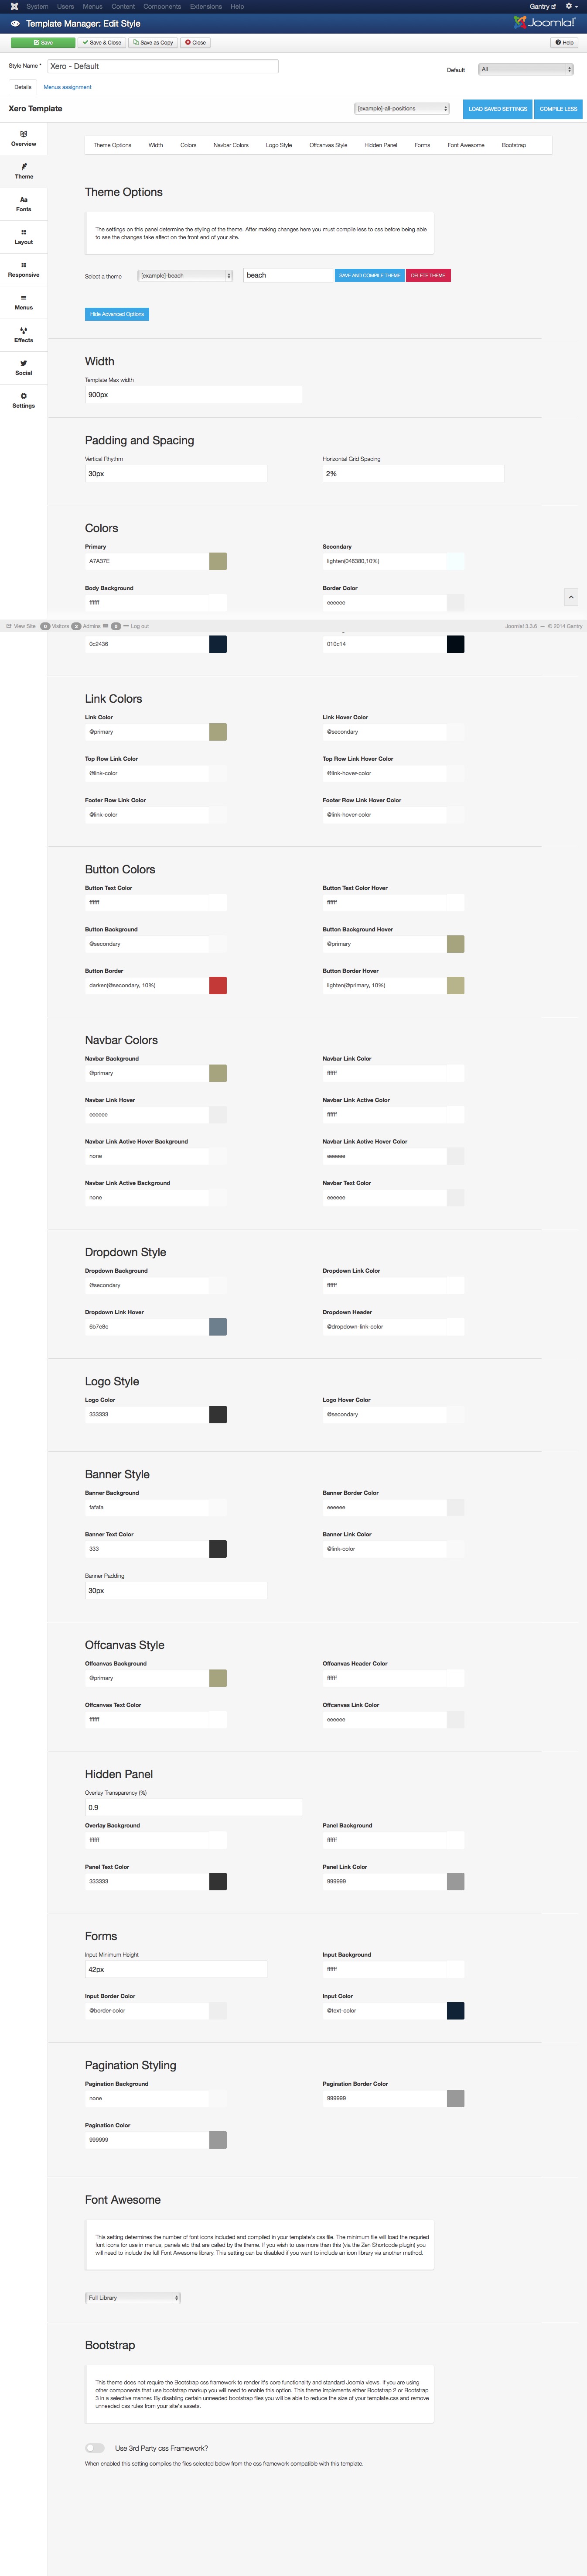 System Users Menus Content Components Extensions Help Gantry
Template Manager: Edit Style Joomla!
Save Save & Close Save as Copy Close Help
Style Name * Xero - Default Default All
Details Menus assignment
Xero Template [example]-all-positions LOAD SAVED SETTINGS COMPILE LESS
Overview
Theme
Fonts
Layout
Responsive
Menus
Effects
Social
Settings
Theme Options Width Colors Navbar Colors Logo Style Offcanvas Style Hidden Panel Forms Font Awesome Bootstrap
Theme Options
The settings on this panel determine the styling of the theme. After making changes here you must compile less to css before being able
to see the changes take affect on the front end of your site.
Select a theme [example]-beach beach SAVE AND COMPILE THEME DELETE THEME
Hide Advanced Options
Width
Template Max width
900px
Padding and Spacing
Vertical Rhythm Horizontal Grid Spacing
30px 2%
Colors
Primary Secondary
A7A37E lighten(046380,10%)
Body Background Border Color
ffffff eeeeee
View Site 0 Visitors 2 Admins 0 Log out Joomla! 3.3.6 — © 2014 Gantry
0c2436 010c14
Link Colors
Link Color Link Hover Color
@primary @secondary
Top Row Link Color Top Row Link Hover Color
@link-color @link-hover-color
Footer Row Link Color Footer Row Link Hover Color
@link-color @link-hover-color
Button Colors
Button Text Color Button Text Color Hover
ffffff ffffff
Button Background Button Background Hover
@secondary @primary
Button Border Button Border Hover
darken(@secondary, 10%) lighten(@primary, 10%)
Navbar Colors
Navbar Background Navbar Link Color
@primary ffffff
Navbar Link Hover Navbar Link Active Color
eeeeee ffffff
Navbar Link Active Hover Background Navbar Link Active Hover Color
none eeeeee
Navbar Link Active Background Navbar Text Color
none eeeeee
Dropdown Style
Dropdown Background Dropdown Link Color
@secondary ffffff
Dropdown Link Hover Dropdown Header
6b7e8c @dropdown-link-color
Logo Style
Logo Color Logo Hover Color
333333 @secondary
Banner Style
Banner Background Banner Border Color
fafafa eeeeee
Banner Text Color Banner Link Color
333 @link-color
Banner Padding
30px
Offcanvas Style
Offcanvas Background Offcanvas Header Color
@primary ffffff
Offcanvas Text Color Offcanvas Link Color
ffffff eeeeee
Hidden Panel
Overlay Transparency (%)
0.9
Overlay Background Panel Background
ffffff ffffff
Panel Text Color Panel Link Color
333333 999999
Forms
Input Minimum Height Input Background
42px ffffff
Input Border Color Input Color
@border-color @text-color
Pagination Styling
Pagination Background Pagination Border Color
none 999999
Pagination Color
999999
Font Awesome
This setting determines the number of font icons included and compiled in your template's css file. The minimum file will load the requried
font icons for use in menus, panels etc that are called by the theme. If you wish to use more than this (via the Zen Shortcode plugin) you
will need to include the full Font Awesome library. This setting can be disabled if you want to include an icon library via another method.
Full Library
Bootstrap
This theme does not require the Bootstap css framework to render it's core functionality and standard Joomla views. If you are using
other components that use bootstrap markup you will need to enable this option. This theme implements either Bootstrap 2 or Bootstrap
3 in a selective manner. By disabling certain unneeded bootstrap files you will be able to reduce the size of your template.css and remove
unneeded css rules from your site's assets.
Use 3rd Party css Framework?
When enabled this setting compiles the files selected below from the css framework compatible with this template.